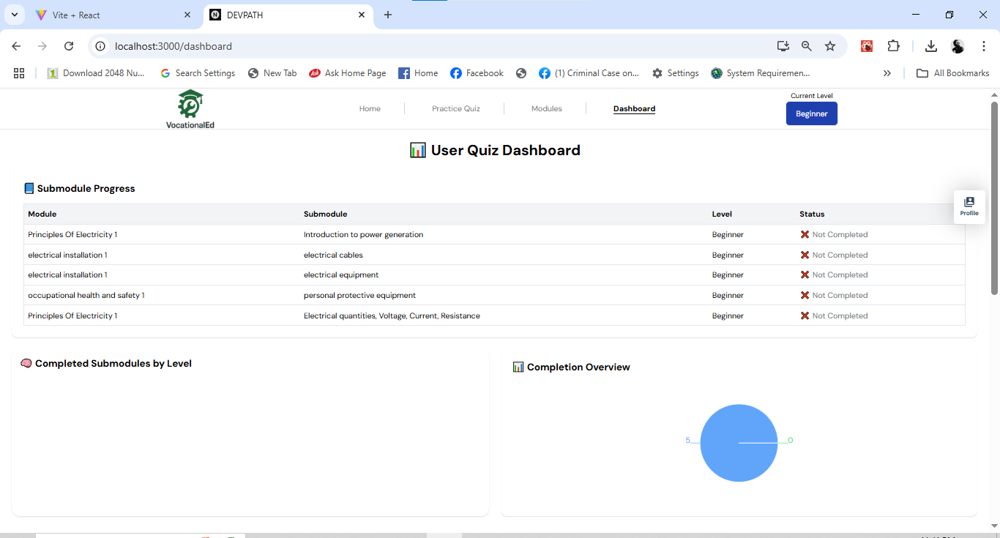 Vite + React
DEVPATH
localhost:3000/dashboard
Download 2048 Nu...
Search Settings
New Tab
Ask Home Page
Home
Facebook
(1) Criminal Case on...
Settings
System Requiremen...
All Bookmarks
VocationalEd
Home
Practice Quiz
Modules
Dashboard
Current Level
Beginner
📊 User Quiz Dashboard
📘 Submodule Progress
Profile
Module Submodule Level Status
Principles Of Electricity 1 Introduction to power generation Beginner ❌ Not Completed
electrical installation 1 electrical cables Beginner ❌ Not Completed
electrical installation 1 electrical equipment Beginner ❌ Not Completed
occupational health and safety 1 personal protective equipment Beginner ❌ Not Completed
Principles Of Electricity 1 Electrical quantities, Voltage, Current, Resistance Beginner ❌ Not Completed
🧠 Completed Submodules by Level
📊 Completion Overview
5
0